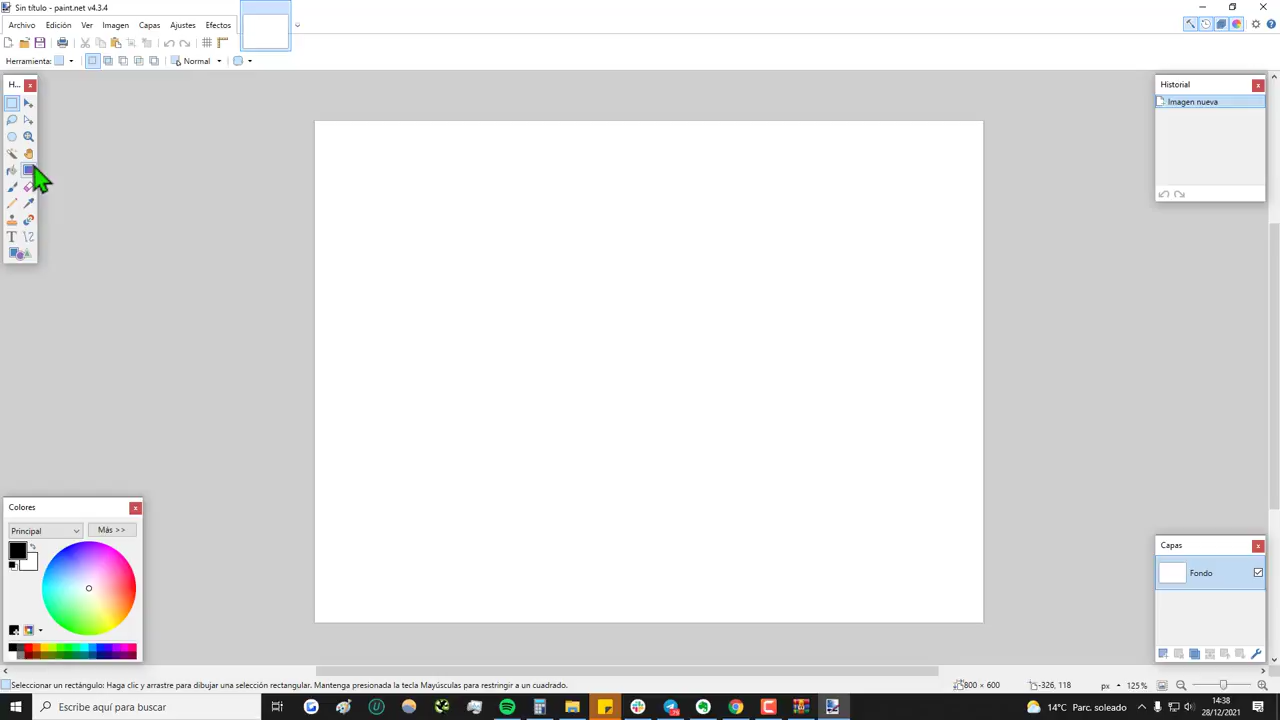 Sin título - paint.net v4.3.4
Archivo Edición Ver Imagen Capas Ajustes Efectos
Herramienta: Normal
H...
Historial
Imagen nueva
Colores
Principal Más >>
Capas
Fondo
Seleccionar un rectángulo: Haga clic y arrastre para dibujar una selección rectangular. Mantenga presionada la tecla Mayúsculas para restringir a un cuadrado. 800 × 600 -326, 118 px 125%
Escribe aquí para buscar 14°C Parc. soleado 14:38
28/12/2021